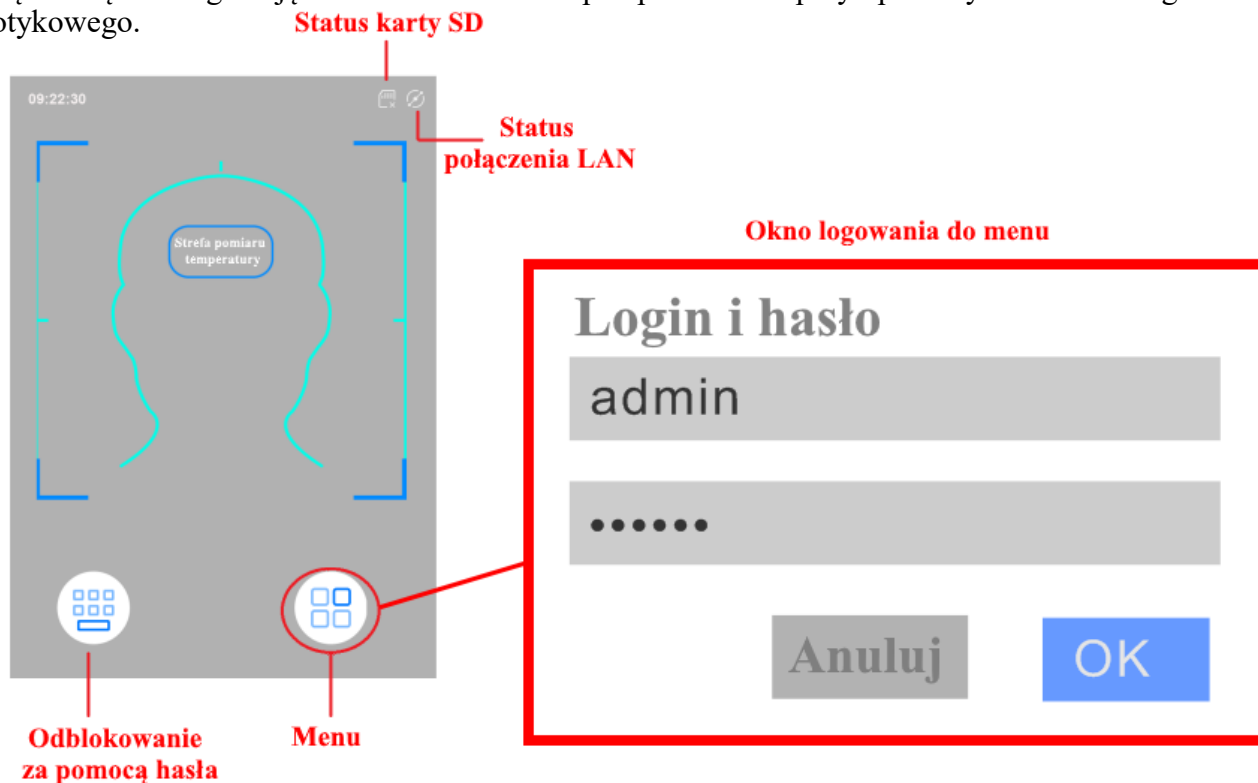 otykowego.
Status karty SD
09:22:30
Status
połączenia LAN
Strefa pomiaru
temperatury
Okno logowania do menu
Login i hasło
admin
••••••
Anuluj
OK
Odblokowanie
za pomocą hasła
Menu